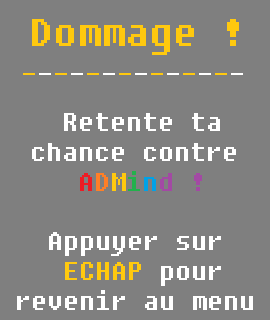 Dommage !
--------------
Retente ta
chance contre
ADMind !
Appuyer sur
ECHAP pour
revenir au menu